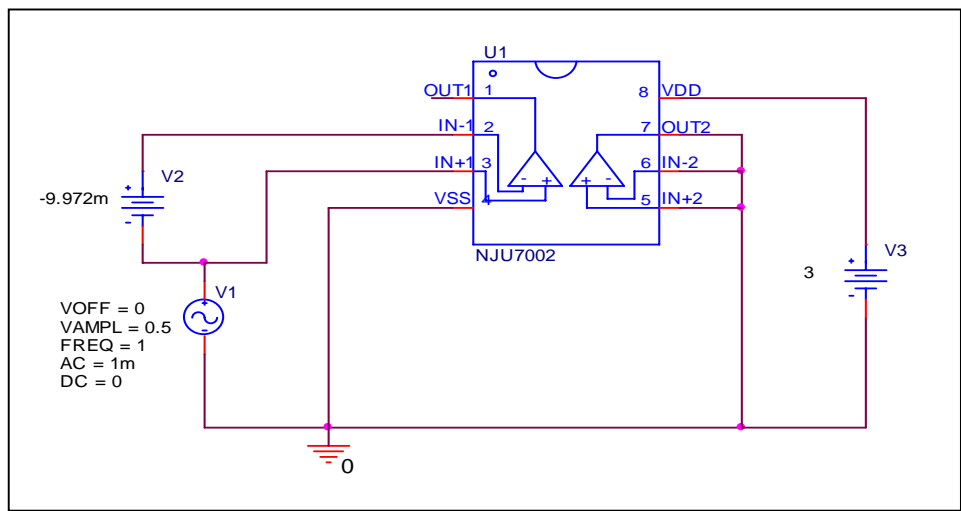 U1
OUT1 1 8 VDD
IN-1 2 7 OUT2
IN+1 3 6 IN-2
VSS 4 5 IN+2
- + + -
NJU7002
+ V2
-9.972m
-
+ V1
-
VOFF = 0
VAMPL = 0.5
FREQ = 1
AC = 1m
DC = 0
+ V3
3
-
0